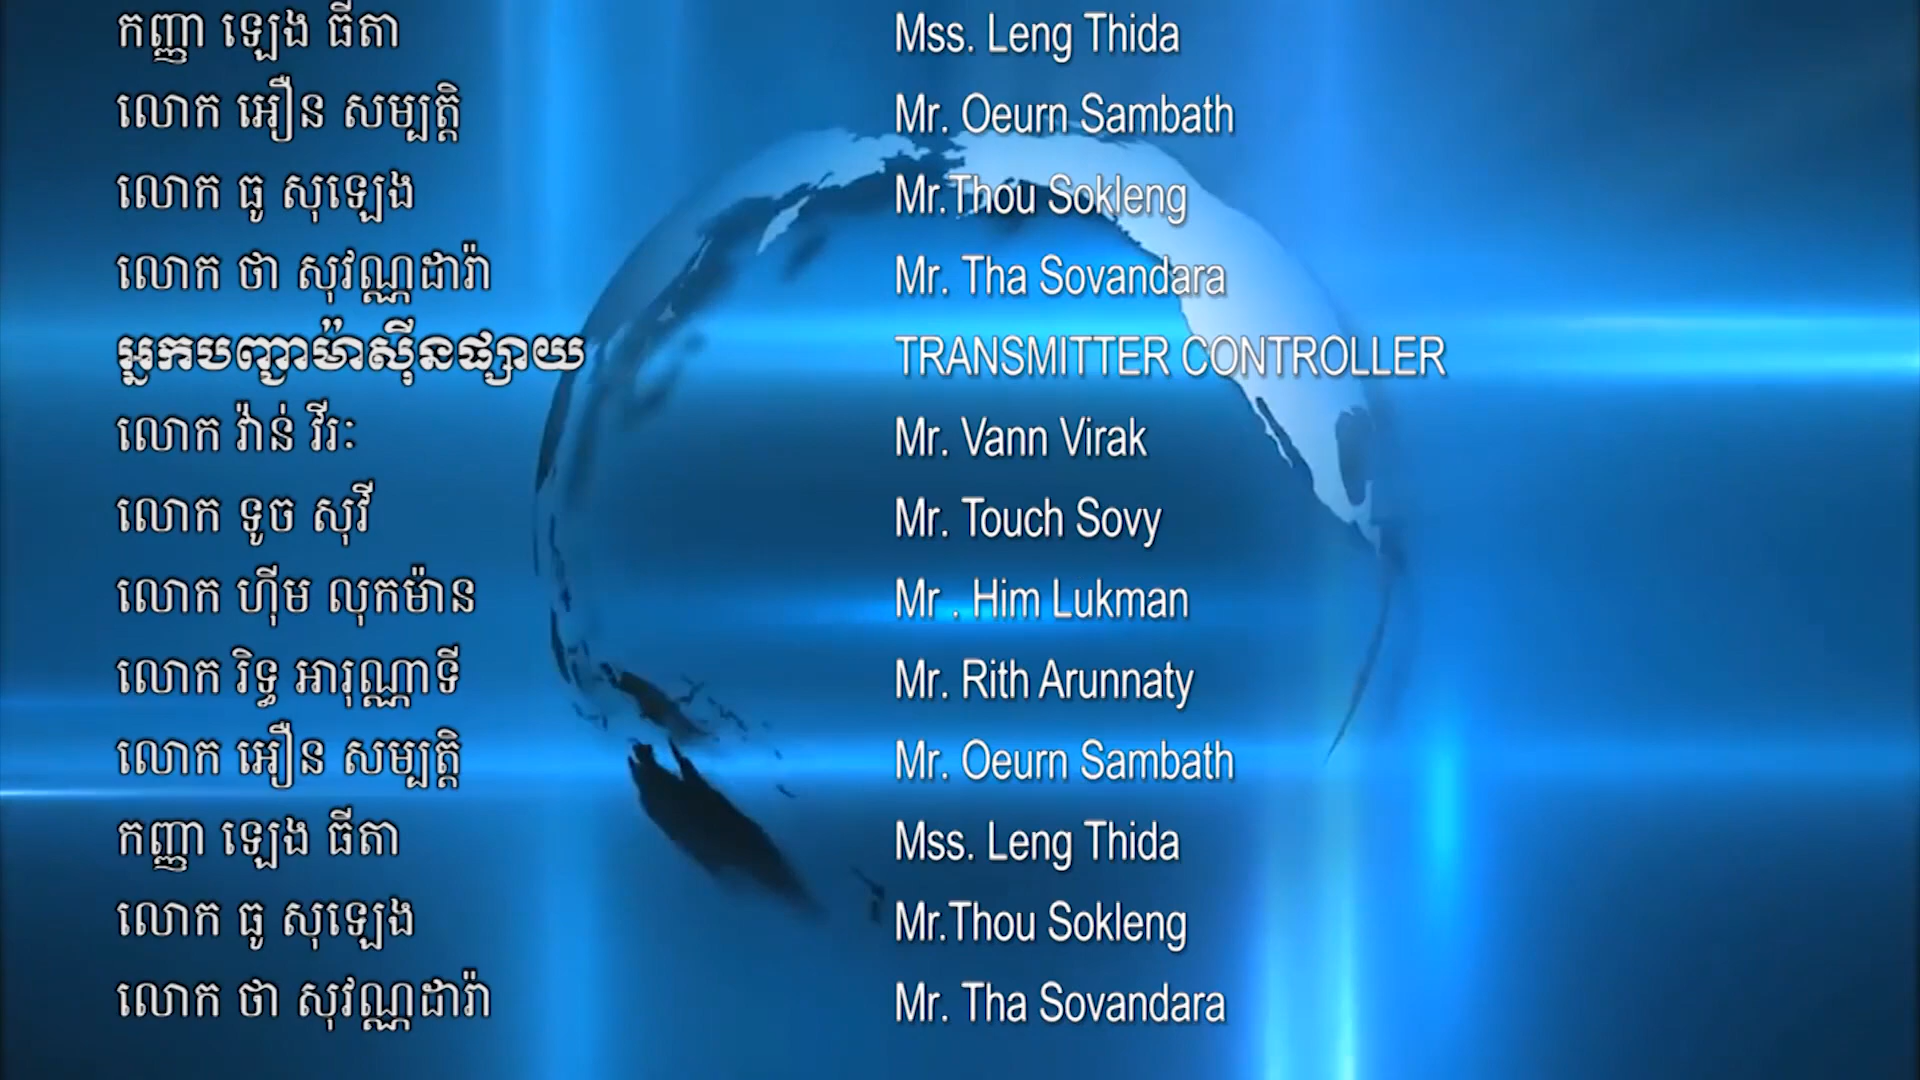 កញ្ញា ឡេង ធីតា Mss. Leng Thida
លោក អឿន សម្បត្តិ Mr. Oeurn Sambath
លោក ធូ សុឡេង Mr.Thou Sokleng
លោក ថា សុវណ្ណដារ៉ា Mr. Tha Sovandara
អ្នកបញ្ជាម៉ាស៊ីនផ្សាយ TRANSMITTER CONTROLLER
លោក វ៉ាន់ វីរៈ Mr. Vann Virak
លោក ទូច សុវី Mr. Touch Sovy
លោក ហ៊ីម លុកម៉ាន Mr . Him Lukman
លោក រិទ្ធ អារុណ្ណាទី Mr. Rith Arunnaty
លោក អឿន សម្បត្តិ Mr. Oeurn Sambath
កញ្ញា ឡេង ធីតា Mss. Leng Thida
លោក ធូ សុឡេង Mr.Thou Sokleng
លោក ថា សុវណ្ណដារ៉ា Mr. Tha Sovandara